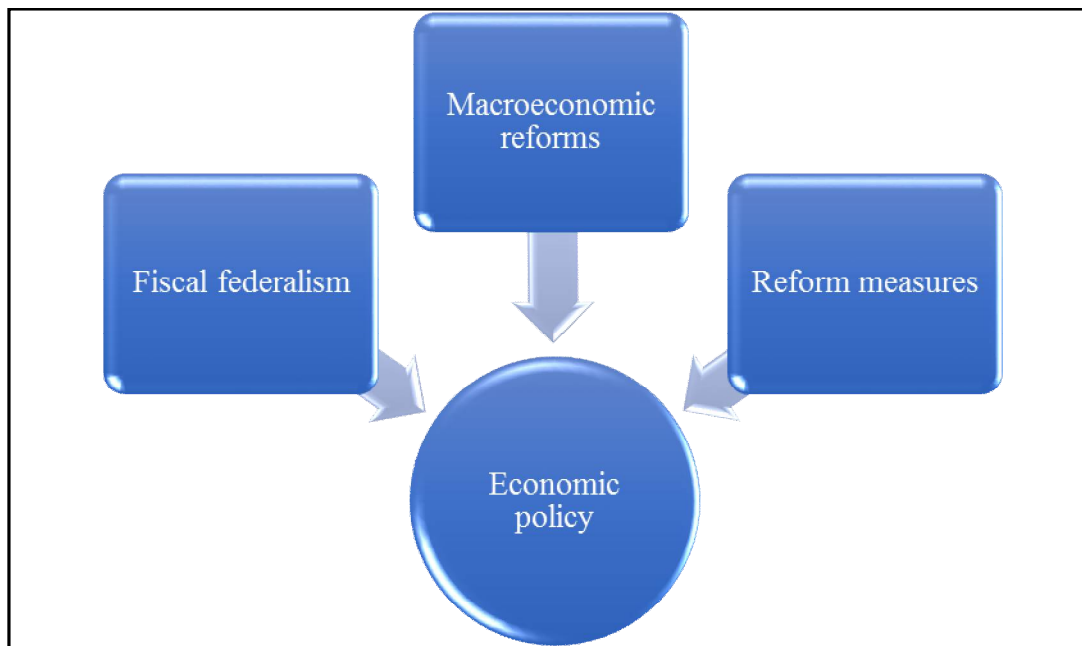 Macroeconomic
reforms
Fiscal federalism
Reform measures
Economic
policy